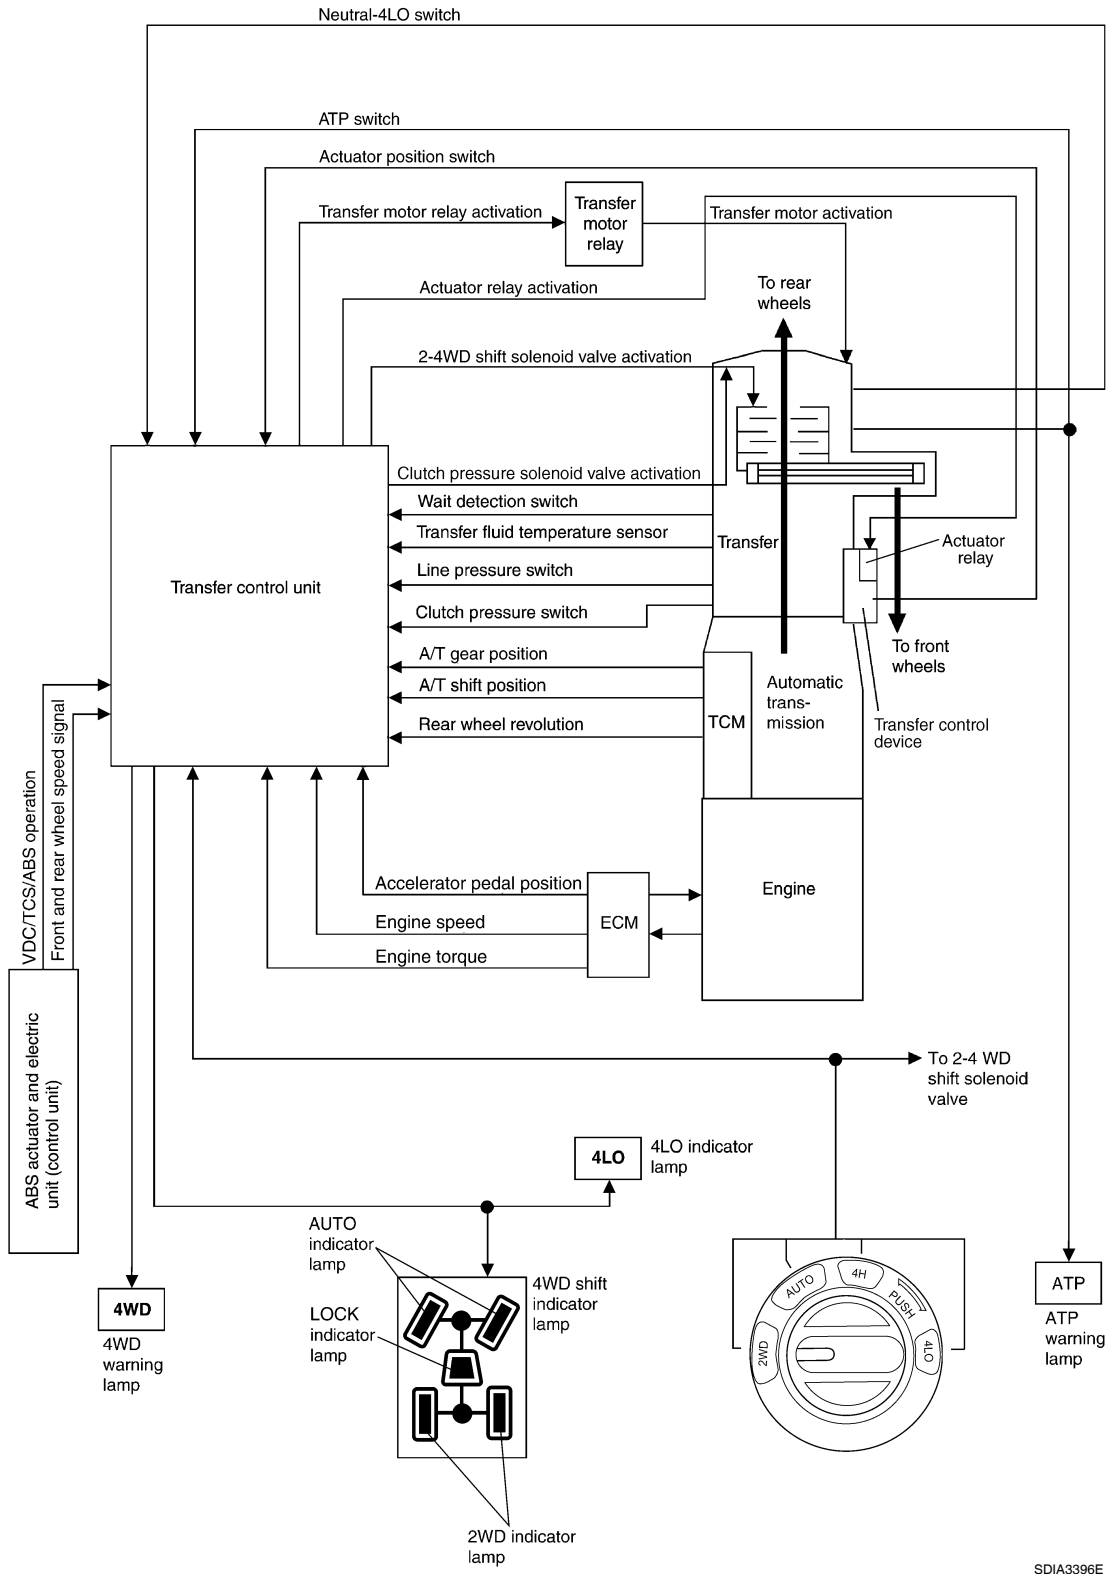 Neutral-4LO switch
ATP switch
Actuator position switch
Transfer motor relay activation
Transfer
motor
relay
Transfer motor activation
Actuator relay activation
To rear
wheels
2-4WD shift solenoid valve activation
Clutch pressure solenoid valve activation
Wait detection switch
Transfer fluid temperature sensor
Transfer
Actuator
relay
Line pressure switch
Transfer control unit
Clutch pressure switch
To front
wheels
A/T gear position
A/T shift position
Automatic
trans-
mission
Rear wheel revolution
TCM
Transfer control
device
VDC/TCS/ABS operation
Front and rear wheel speed signal
Accelerator pedal position
Engine
Engine speed
ECM
Engine torque
ABS actuator and electric
unit (control unit)
To 2-4 WD
shift solenoid
valve
4LO
4LO indicator
lamp
AUTO
indicator
lamp
4WD shift
indicator
lamp
LOCK
indicator
lamp
4WD
4WD
warning
lamp
2WD
AUTO
4H
PUSH
4LO
ATP
ATP
warning
lamp
2WD indicator
lamp
SDIA3396E